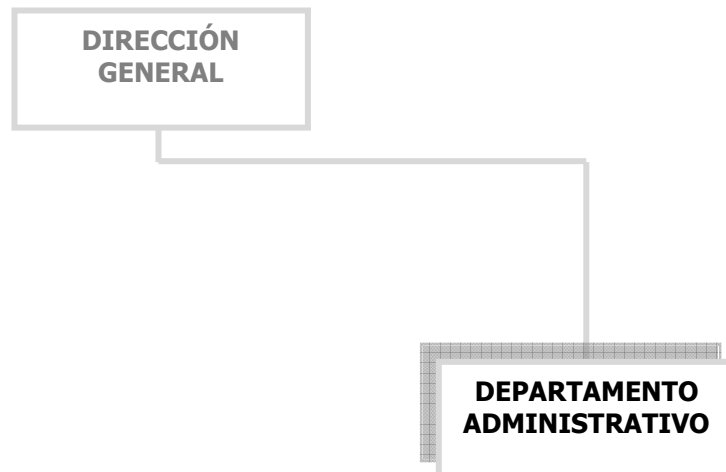 DIRECCIÓN
GENERAL
DEPARTAMENTO
ADMINISTRATIVO